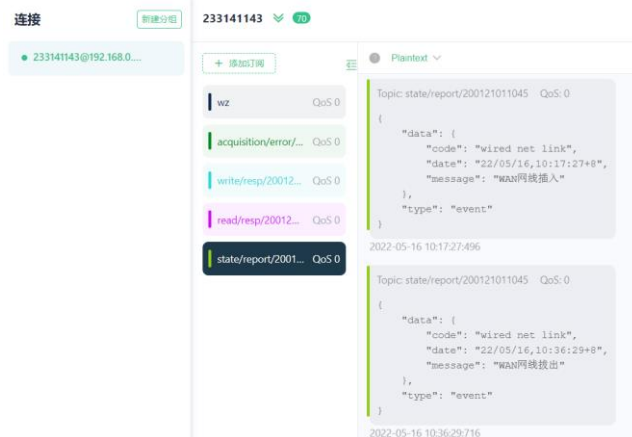 连接
新建分组
233141143@192.168.0....
233141143
70
+ 添加订阅
Plaintext
wz QoS 0
acquisition/error/... QoS 0
write/resp/20012... QoS 0
read/resp/20012... QoS 0
state/report/2001... QoS 0
Topic: state/report/200121011045 QoS: 0
{
"data": {
"code": "wired net link",
"date": "22/05/16,10:17:27+8",
"message": "WAN网线插入"
},
"type": "event"
}
2022-05-16 10:17:27:496
Topic: state/report/200121011045 QoS: 0
{
"data": {
"code": "wired net link",
"date": "22/05/16,10:36:29+8",
"message": "WAN网线拔出"
},
"type": "event"
}
2022-05-16 10:36:29:716